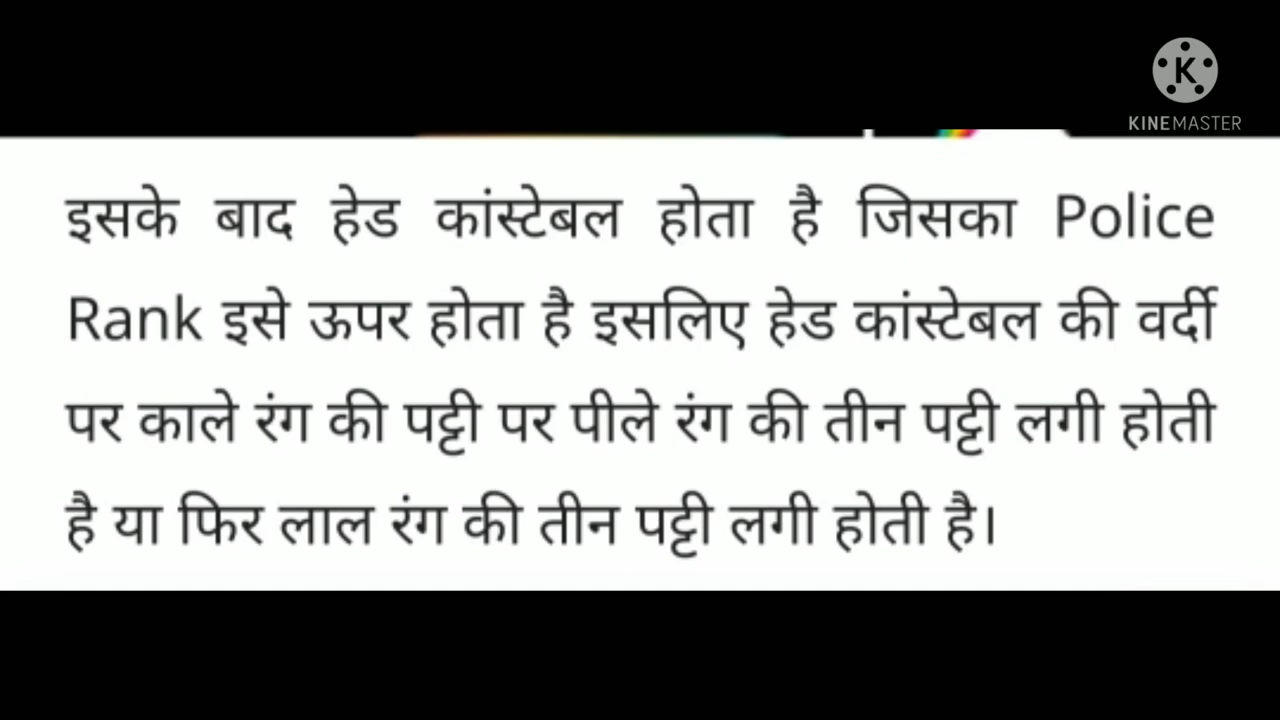 KINEMASTER
इसके बाद हेड कांस्टेबल होता है जिसका Police
Rank इसे ऊपर होता है इसलिए हेड कांस्टेबल की वर्दी
पर काले रंग की पट्टी पर पीले रंग की तीन पट्टी लगी होती
है या फिर लाल रंग की तीन पट्टी लगी होती है।